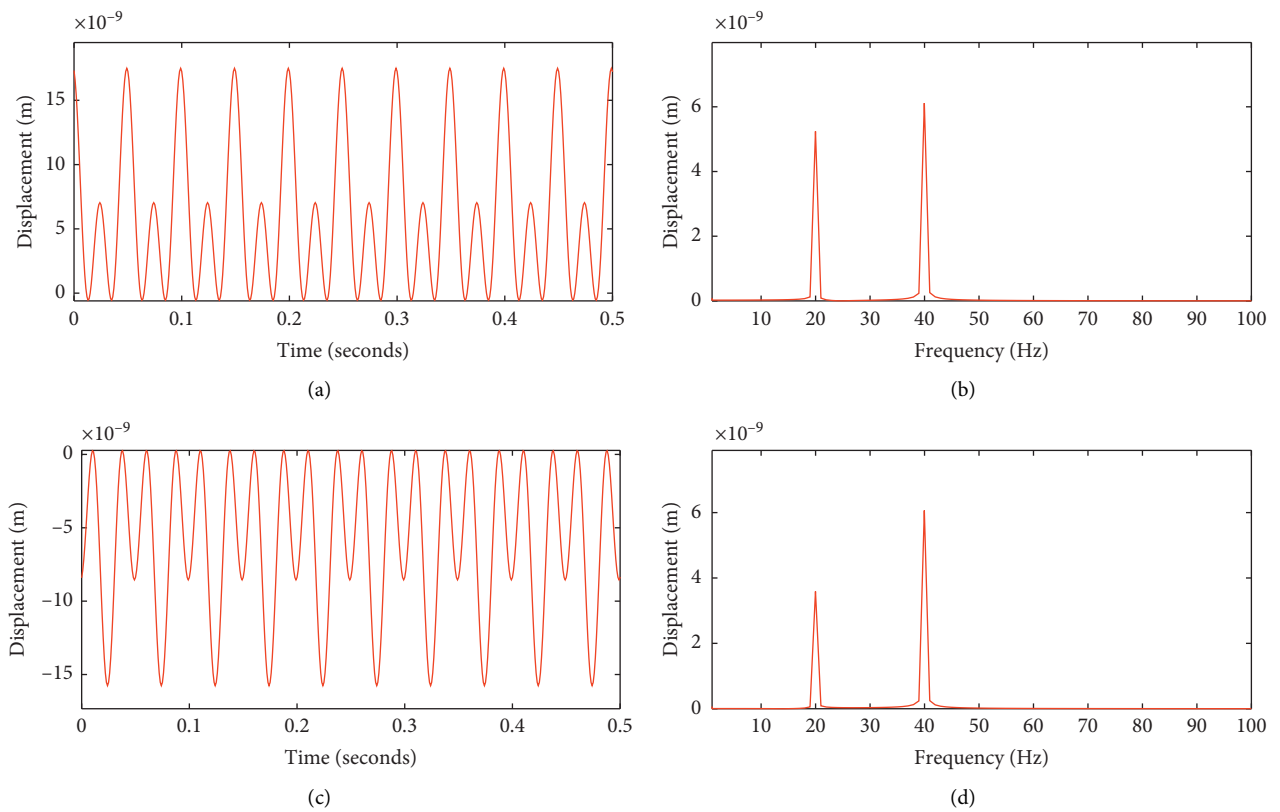 ×10⁻⁹
15
10
5
0
Displacement (m)
0 0.1 0.2 0.3 0.4 0.5
Time (seconds)
(a)
×10⁻⁹
6
4
2
0
Displacement (m)
10 20 30 40 50 60 70 80 90 100
Frequency (Hz)
(b)
×10⁻⁹
0
−5
−10
−15
Displacement (m)
0 0.1 0.2 0.3 0.4 0.5
Time (seconds)
(c)
×10⁻⁹
6
4
2
0
Displacement (m)
10 20 30 40 50 60 70 80 90 100
Frequency (Hz)
(d)